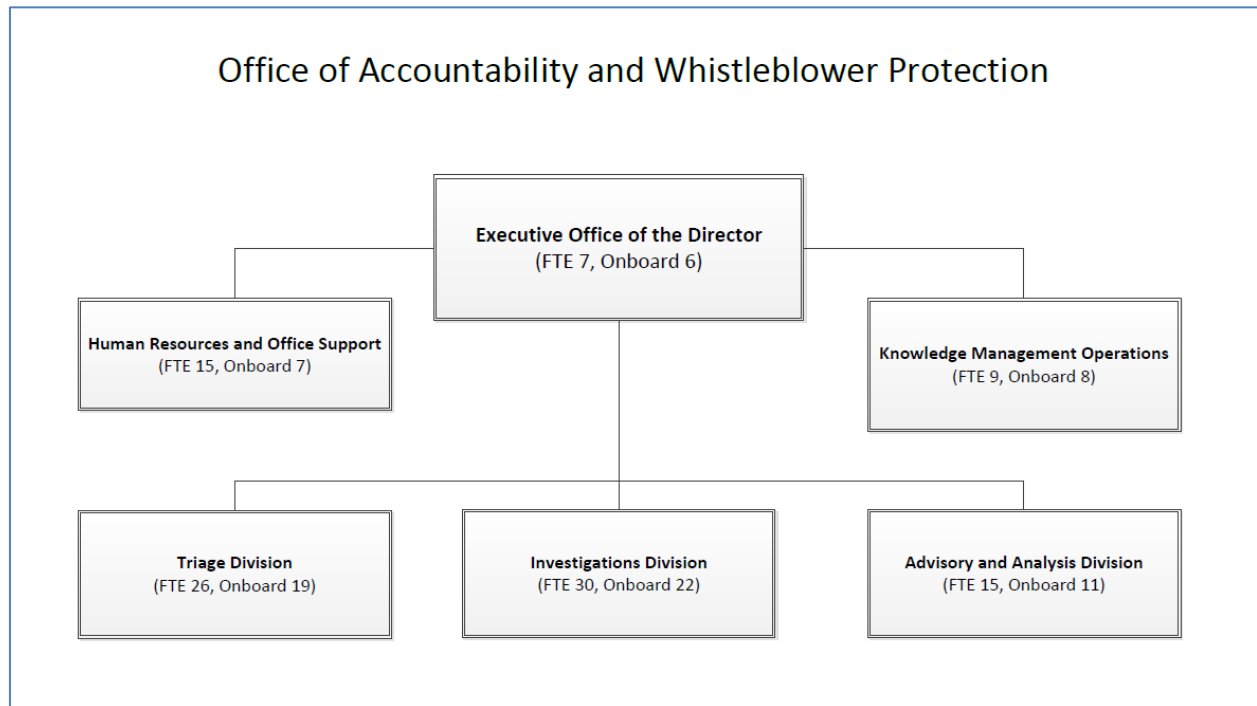 Office of Accountability and Whistleblower Protection
Executive Office of the Director
(FTE 7, Onboard 6)
Human Resources and Office Support
(FTE 15, Onboard 7)
Knowledge Management Operations
(FTE 9, Onboard 8)
Triage Division
(FTE 26, Onboard 19)
Investigations Division
(FTE 30, Onboard 22)
Advisory and Analysis Division
(FTE 15, Onboard 11)